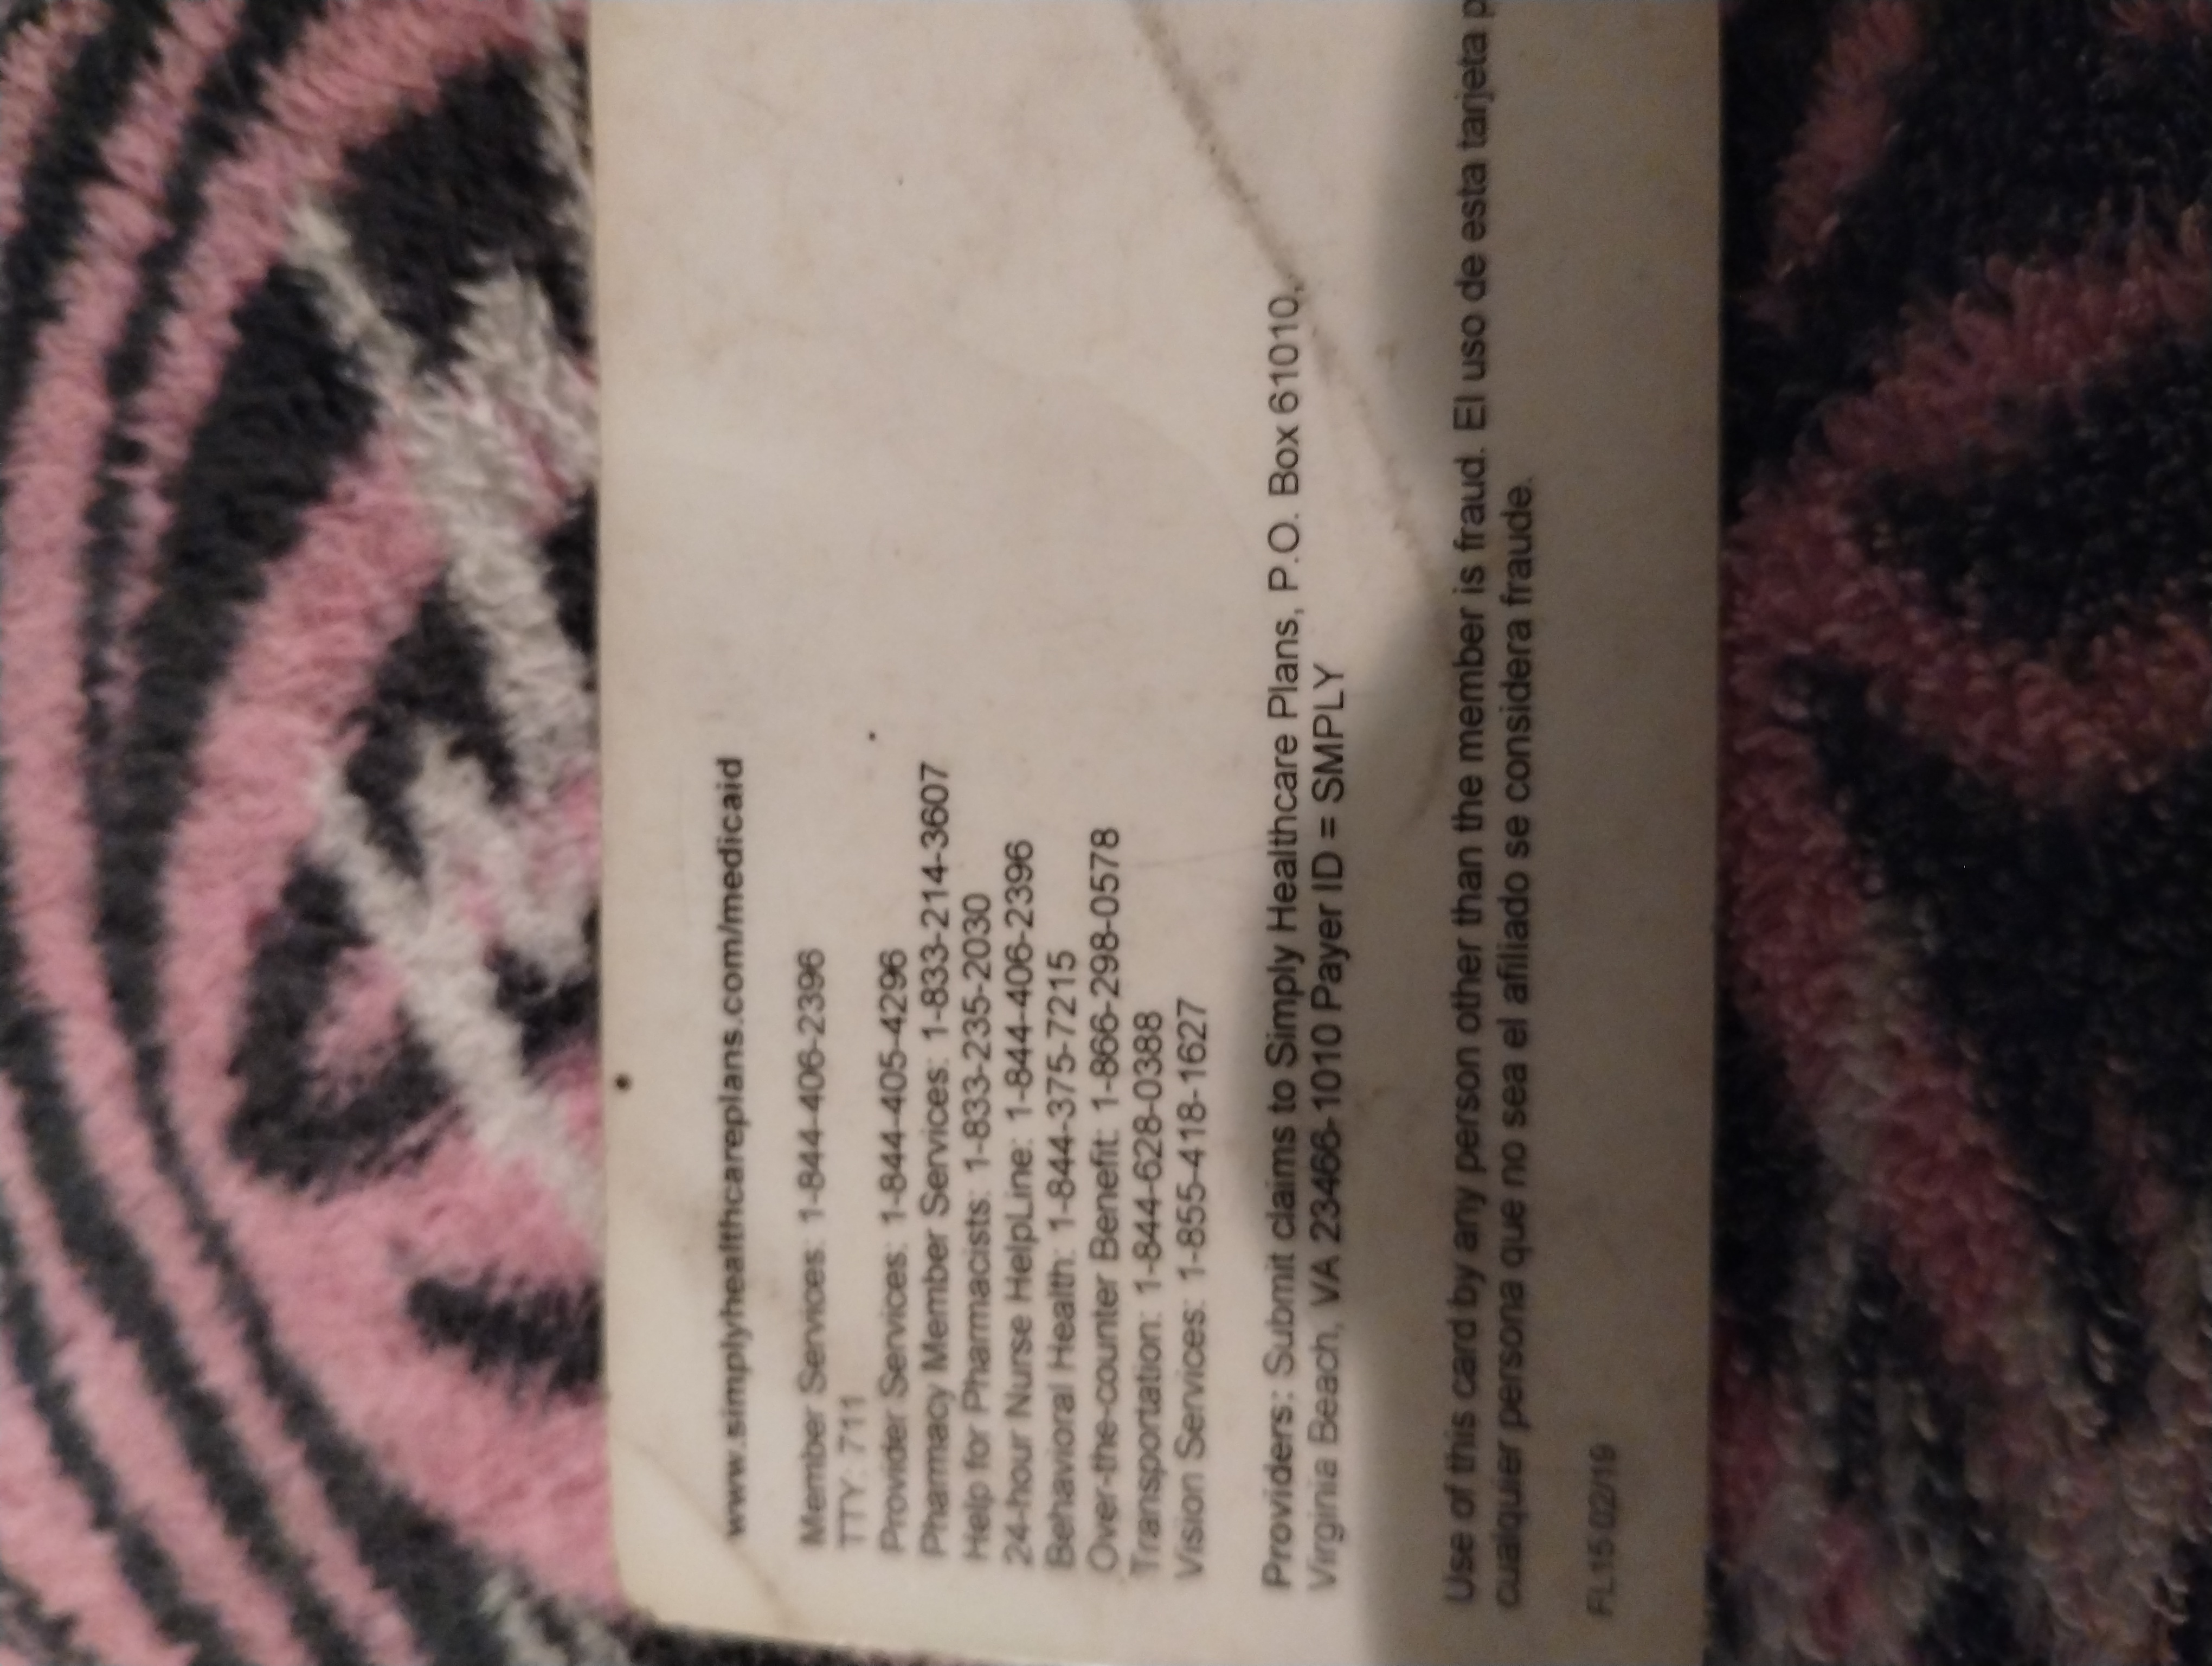 www.simplyhealthcareplans.com/medicaid
Member Services: 1-844-406-2396
TTY: 711
Provider Services: 1-844-405-4296
Pharmacy Member Services: 1-833-214-3607
Help for Pharmacists: 1-833-235-2030
24-hour Nurse HelpLine: 1-844-406-2396
Behavioral Health: 1-844-375-7215
Over-the-counter Benefit: 1-866-298-0578
Transportation: 1-844-628-0388
Vision Services: 1-855-418-1627
Providers: Submit claims to Simply Healthcare Plans, P.O. Box 61010,
Virginia Beach, VA 23466-1010 Payer ID = SMPLY
Use of this card by any person other than the member is fraud. El uso de esta tarjeta p
cualquier persona que no sea el afiliado se considera fraude.
FL15 02/19